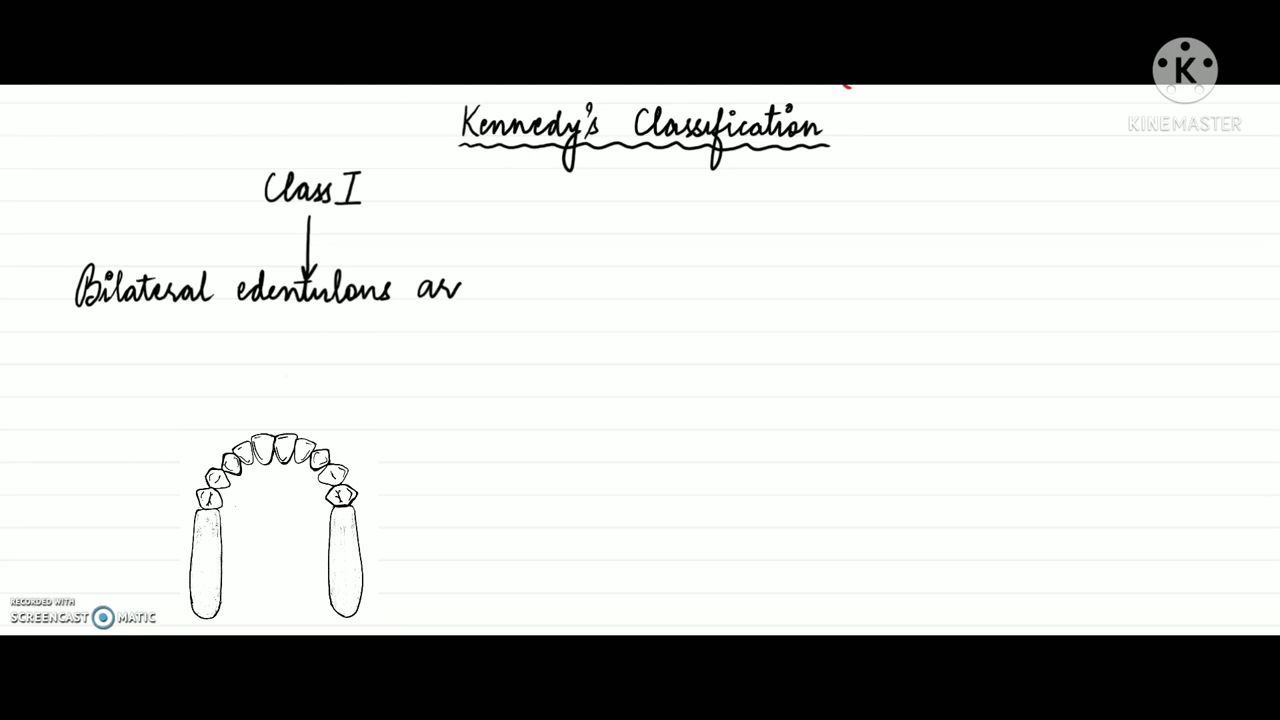 K
KINEMASTER
Kennedy's Classification
Class I
Bilateral edentulous ar
RECORDED WITH
SCREENCAST MATIC